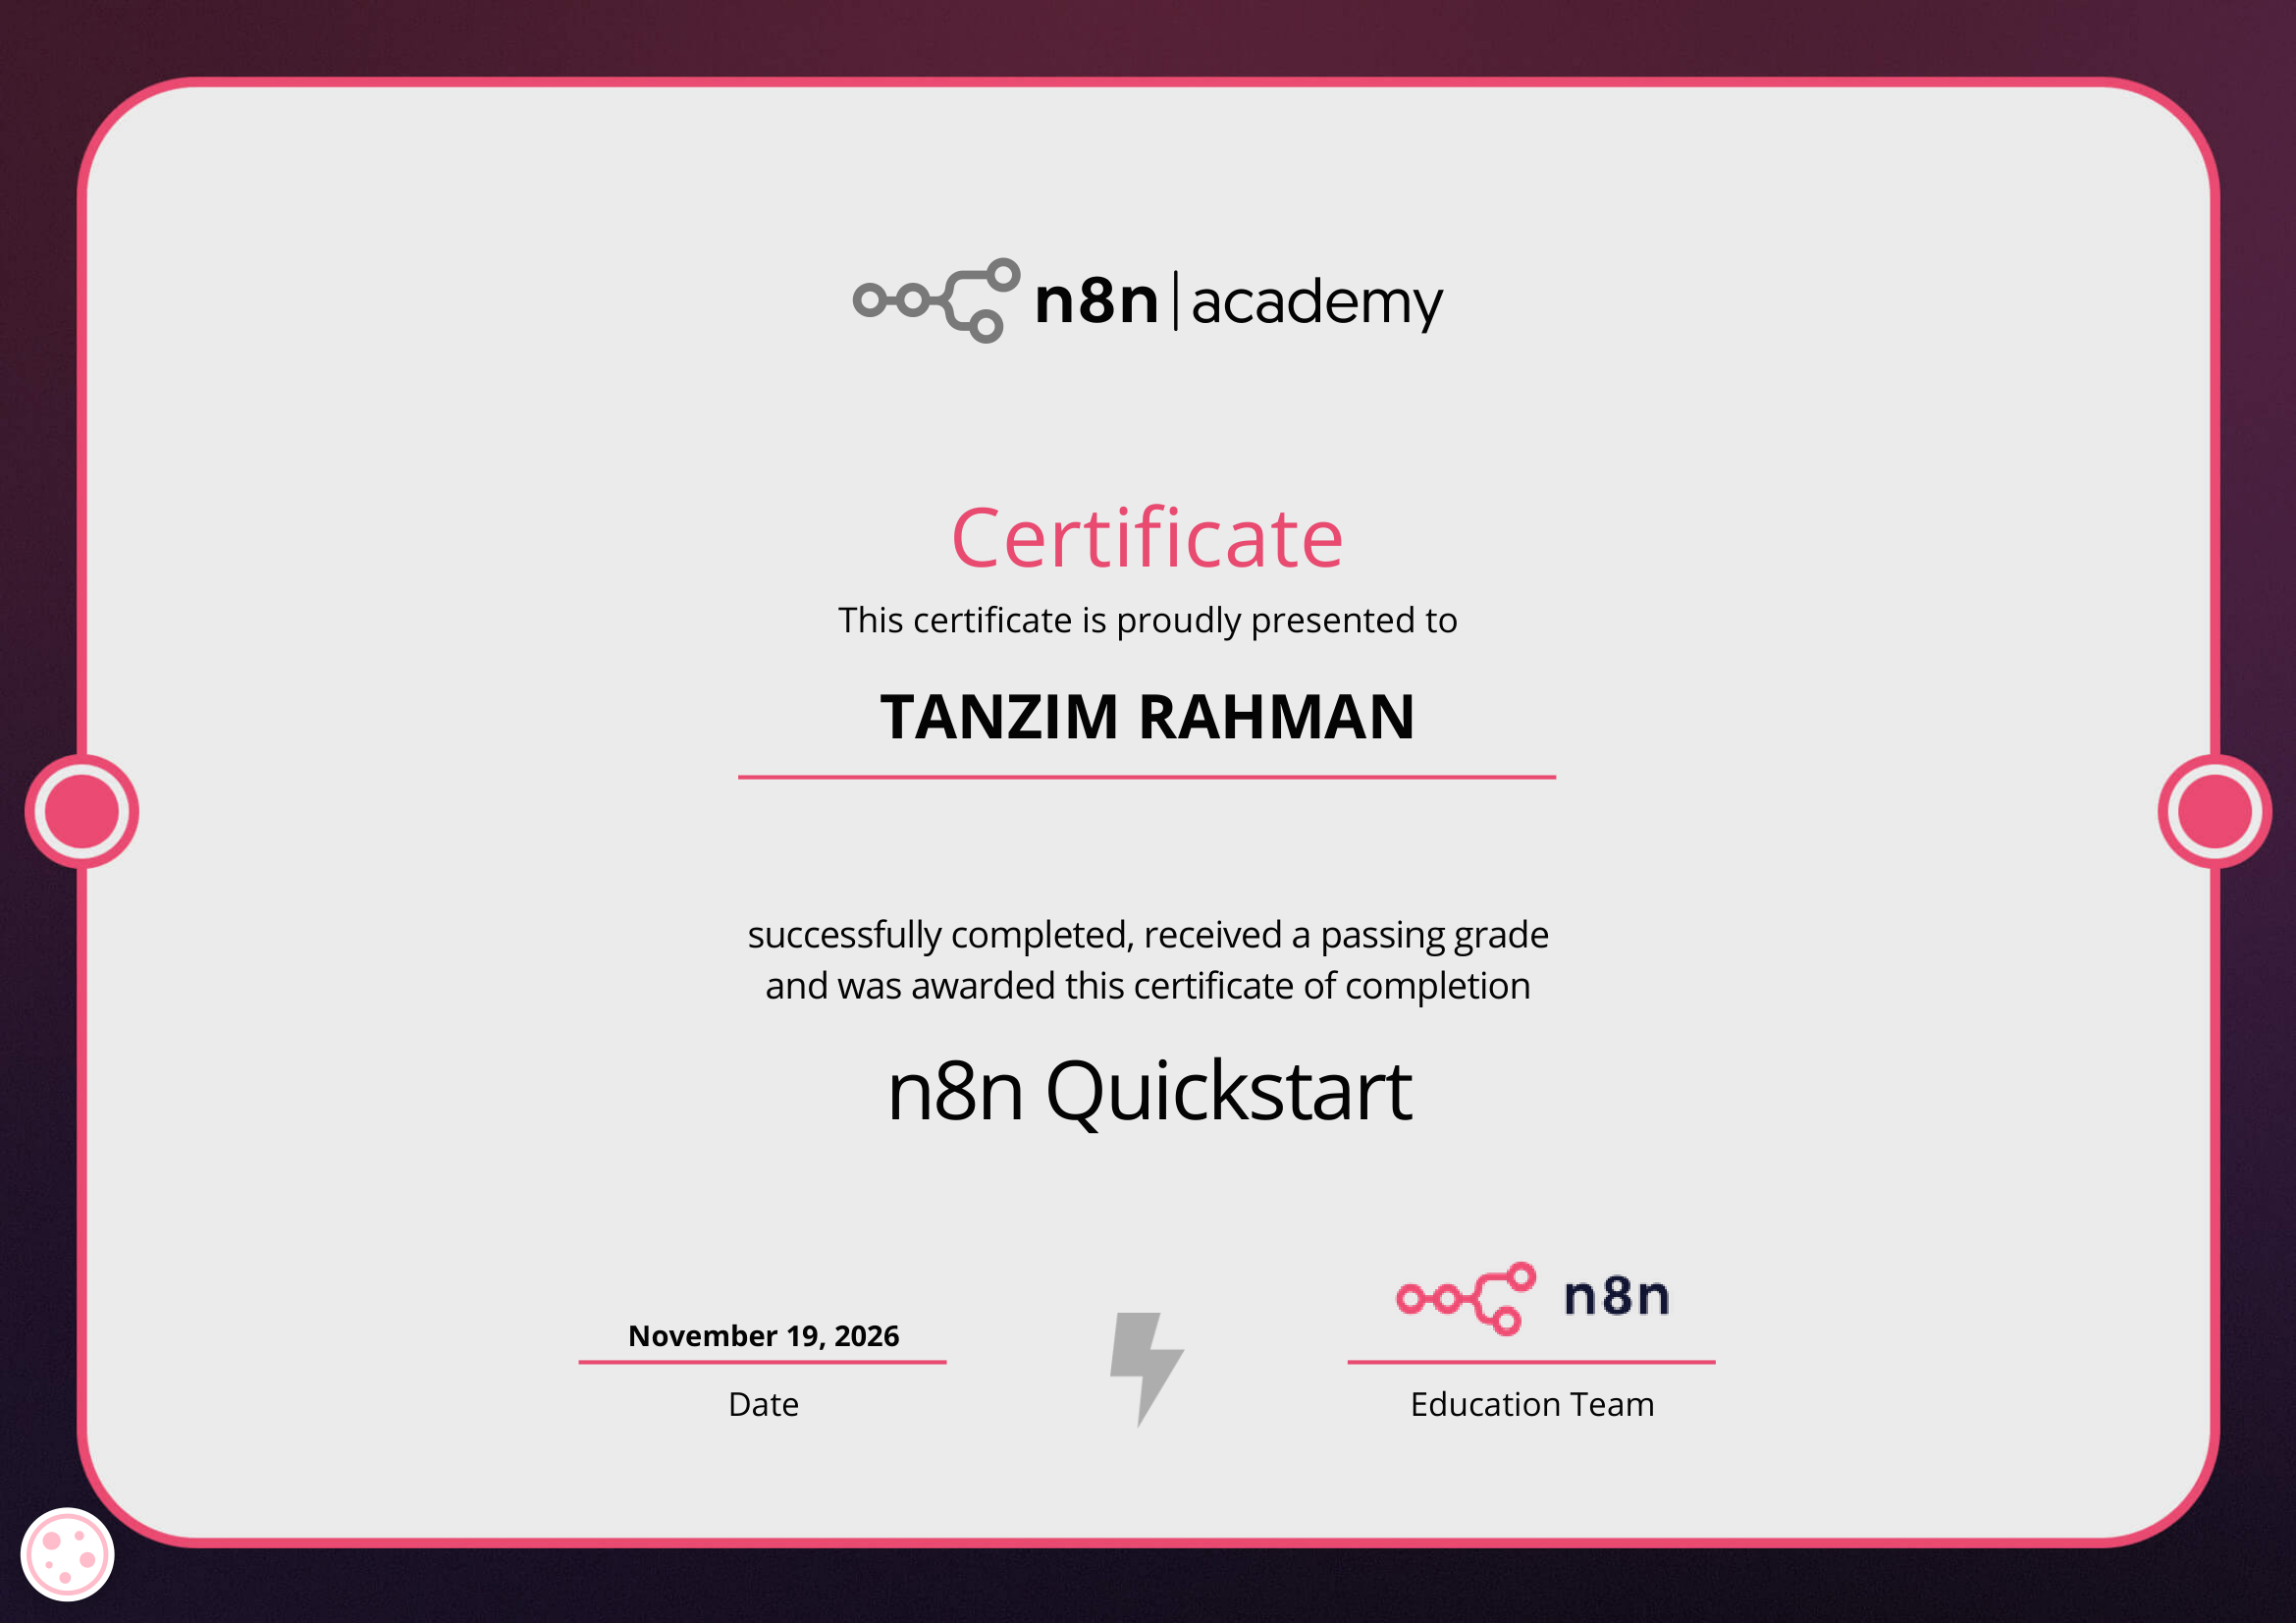 n8n | academy
Certificate
This certificate is proudly presented to
TANZIM RAHMAN
successfully completed, received a passing grade
and was awarded this certificate of completion
n8n Quickstart
n8n
November 19, 2026
Date
Education Team